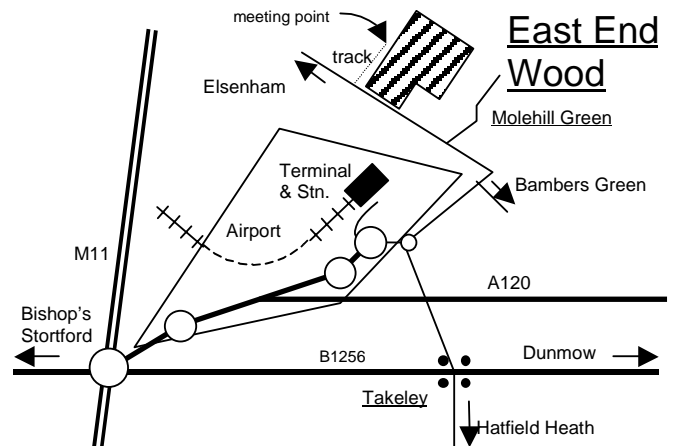 meeting point
East End
Wood
track
Elsenham
Molehill Green
Terminal
& Stn.
Bambers Green
Airport
M11
A120
Bishop's
Stortford
B1256
Dunmow
Takeley
Hatfield Heath